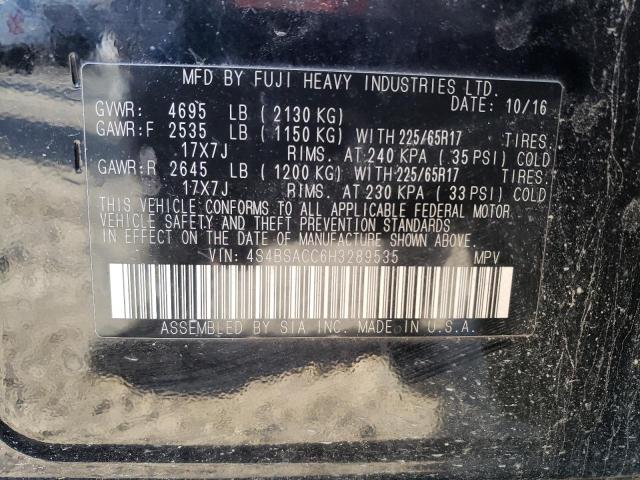 MFD BY FUJI HEAVY INDUSTRIES LTD.
DATE: 10/16
GVWR: 4695 LB (2130 KG)
GAWR:F 2535 LB (1150 KG) WITH 225/65R17 TIRES.
17X7J RIMS. AT 240 KPA (35 PSI) COLD
GAWR:R 2645 LB (1200 KG) WITH 225/65R17 TIRES.
17X7J RIMS. AT 230 KPA (33 PSI) COLD
THIS VEHICLE CONFORMS TO ALL APPLICABLE FEDERAL MOTOR
VEHICLE SAFETY AND THEFT PREVENTION STANDARDS
IN EFFECT ON THE DATE OF MANUFACTURE SHOWN ABOVE.
VIN: 4S4BSACC6H3289535 MPV
ASSEMBLED BY SIA INC. MADE IN U.S.A.